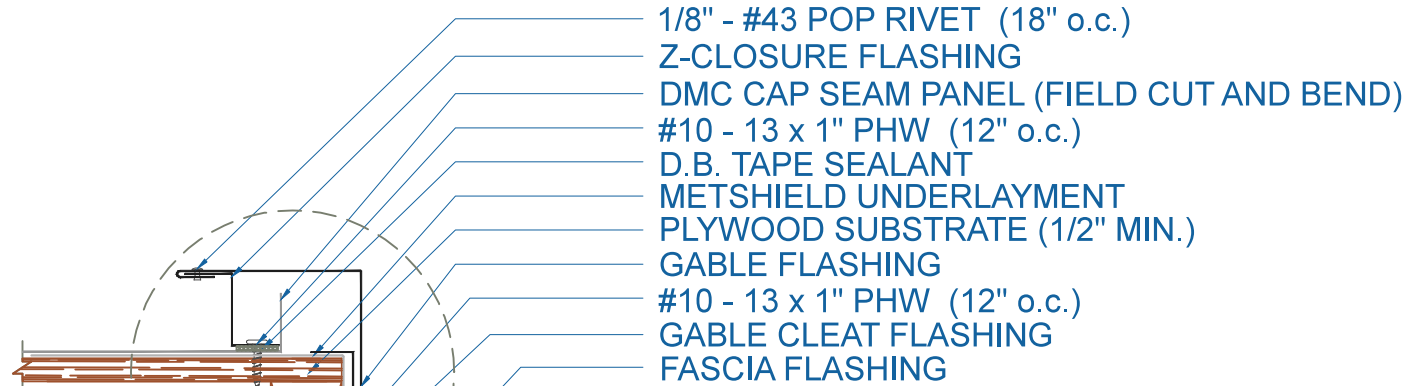 1/8" - #43 POP RIVET (18" o.c.)
Z-CLOSURE FLASHING
DMC CAP SEAM PANEL (FIELD CUT AND BEND)
#10 - 13 x 1" PHW (12" o.c.)
D.B. TAPE SEALANT
METSHIELD UNDERLAYMENT
PLYWOOD SUBSTRATE (1/2" MIN.)
GABLE FLASHING
#10 - 13 x 1" PHW (12" o.c.)
GABLE CLEAT FLASHING
FASCIA FLASHING